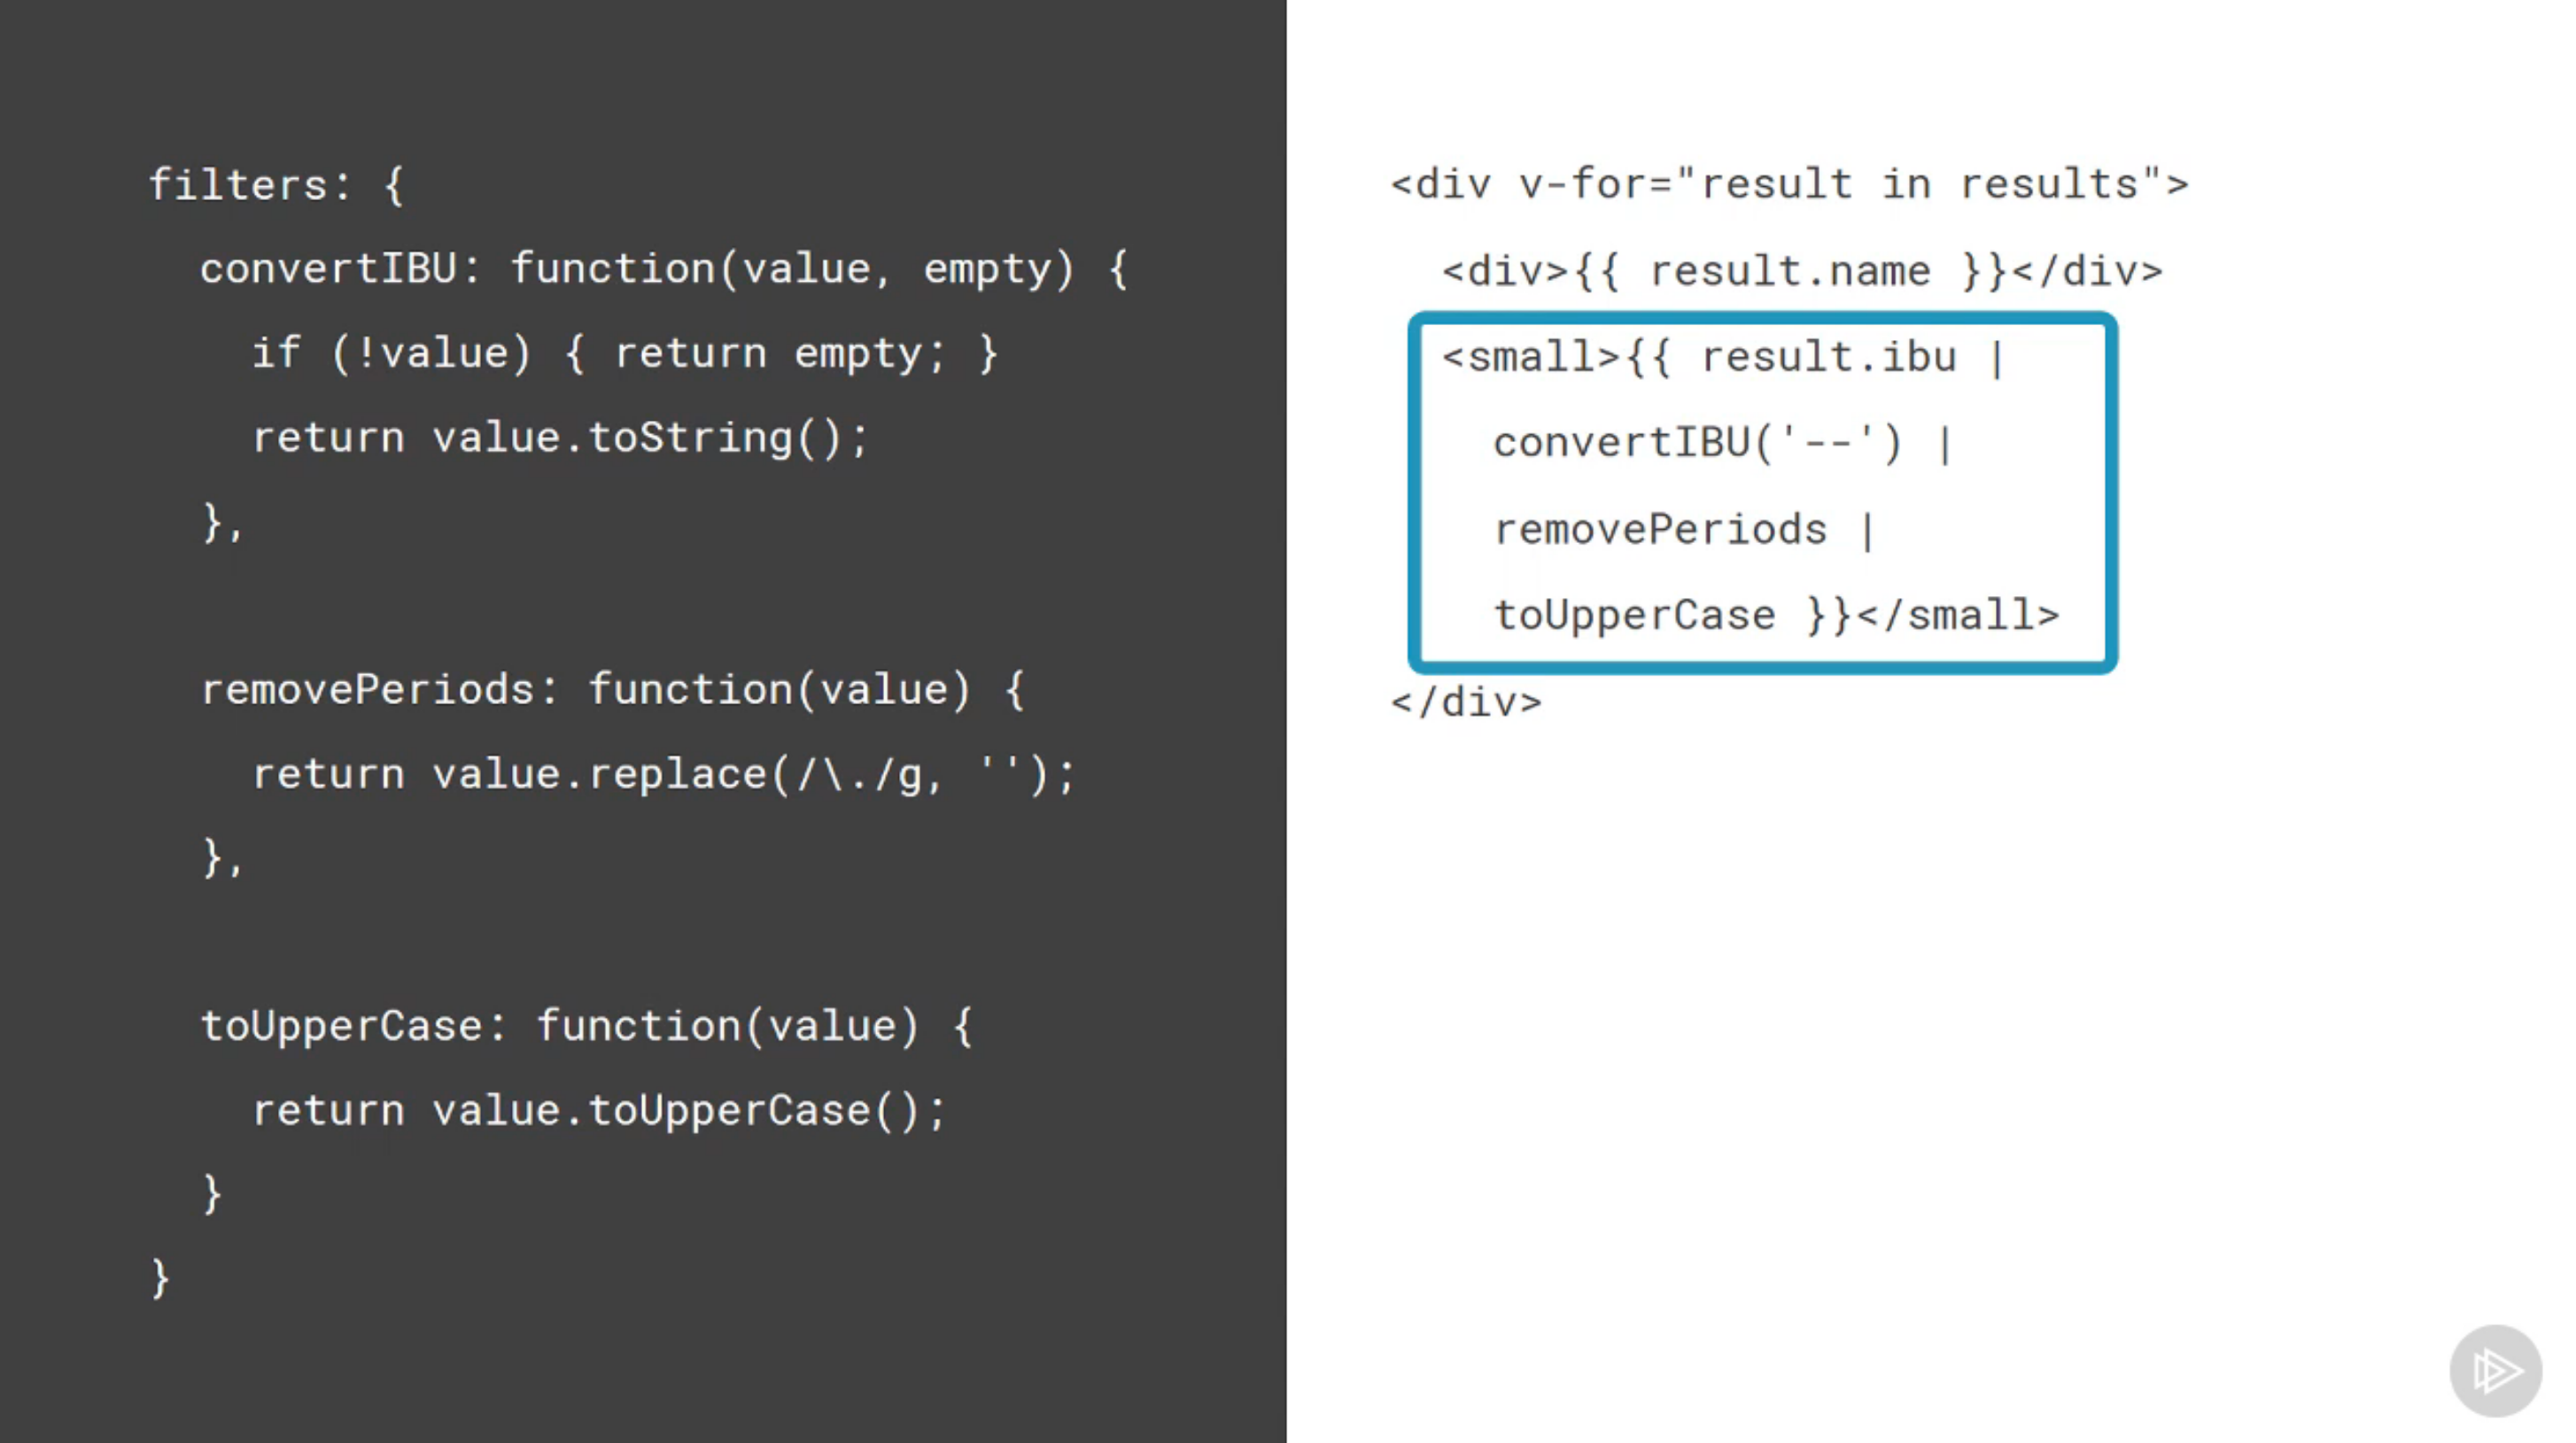 filters: {
convertIBU: function(value, empty) {
if (!value) { return empty; }
return value.toString();
},
removePeriods: function(value) {
return value.replace(/\./g, '');
},
toUpperCase: function(value) {
return value.toUpperCase();
}
}
<div v-for="result in results">
<div>{{ result.name }}</div>
<small>{{ result.ibu |
convertIBU('--') |
removePeriods |
toUpperCase }}</small>
</div>